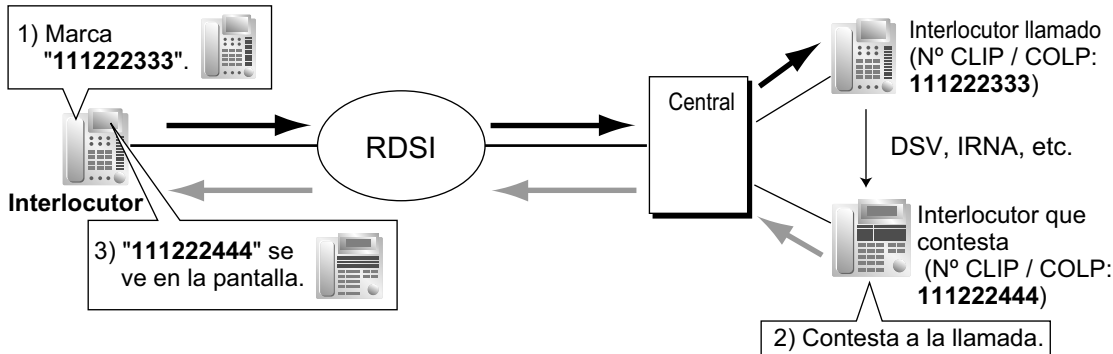 1) Marca
"111222333".
Interlocutor
3) "111222444" se
ve en la pantalla.
RDSI
Central
Interlocutor llamado
(Nº CLIP / COLP:
111222333)
DSV, IRNA, etc.
Interlocutor que
contesta
(Nº CLIP / COLP:
111222444)
2) Contesta a la llamada.